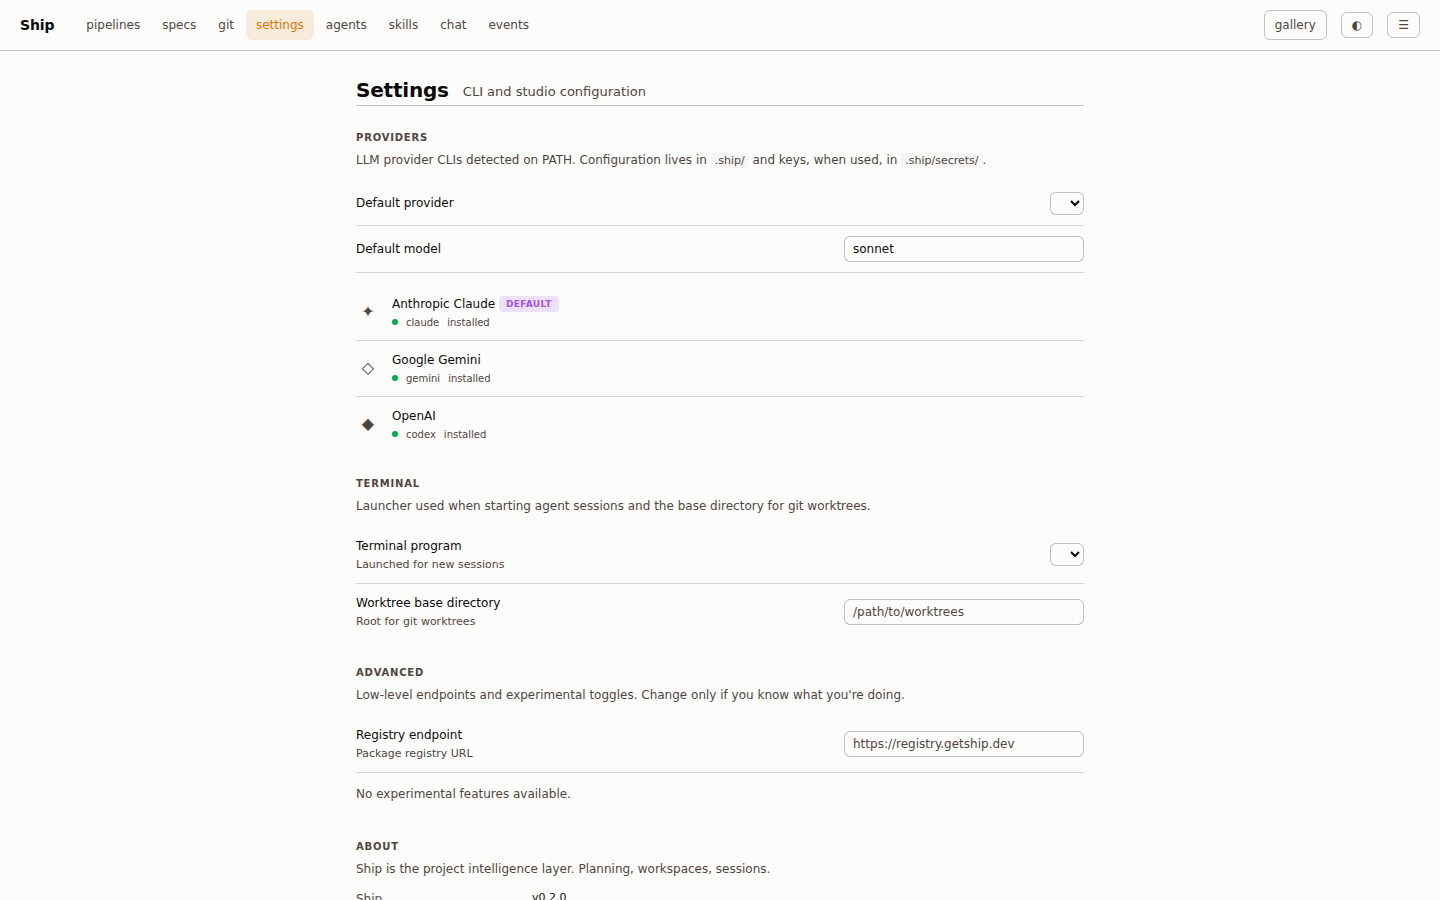 Ship pipelines specs git settings agents skills chat events gallery
Settings CLI and studio configuration
PROVIDERS
LLM provider CLIs detected on PATH. Configuration lives in .ship/ and keys, when used, in .ship/secrets/ .
Default provider
Default model sonnet
Anthropic Claude DEFAULT
claude installed
Google Gemini
gemini installed
OpenAI
codex installed
TERMINAL
Launcher used when starting agent sessions and the base directory for git worktrees.
Terminal program
Launched for new sessions
Worktree base directory
/path/to/worktrees
Root for git worktrees
ADVANCED
Low-level endpoints and experimental toggles. Change only if you know what you're doing.
Registry endpoint
https://registry.getship.dev
Package registry URL
No experimental features available.
ABOUT
Ship is the project intelligence layer. Planning, workspaces, sessions.
Ship v0.2.0